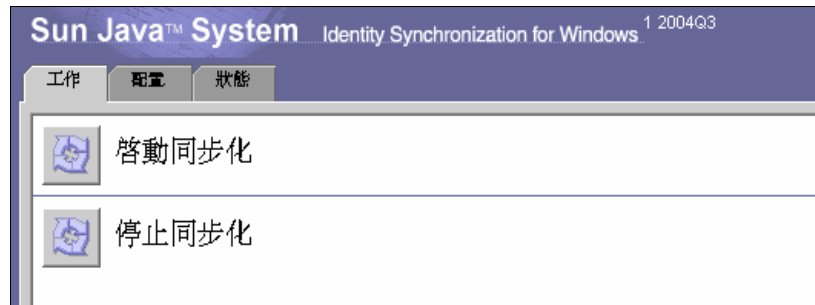 Sun Java™ System Identity Synchronization for Windows 1 2004Q3
工作 配置 狀態
啓動同步化
停止同步化